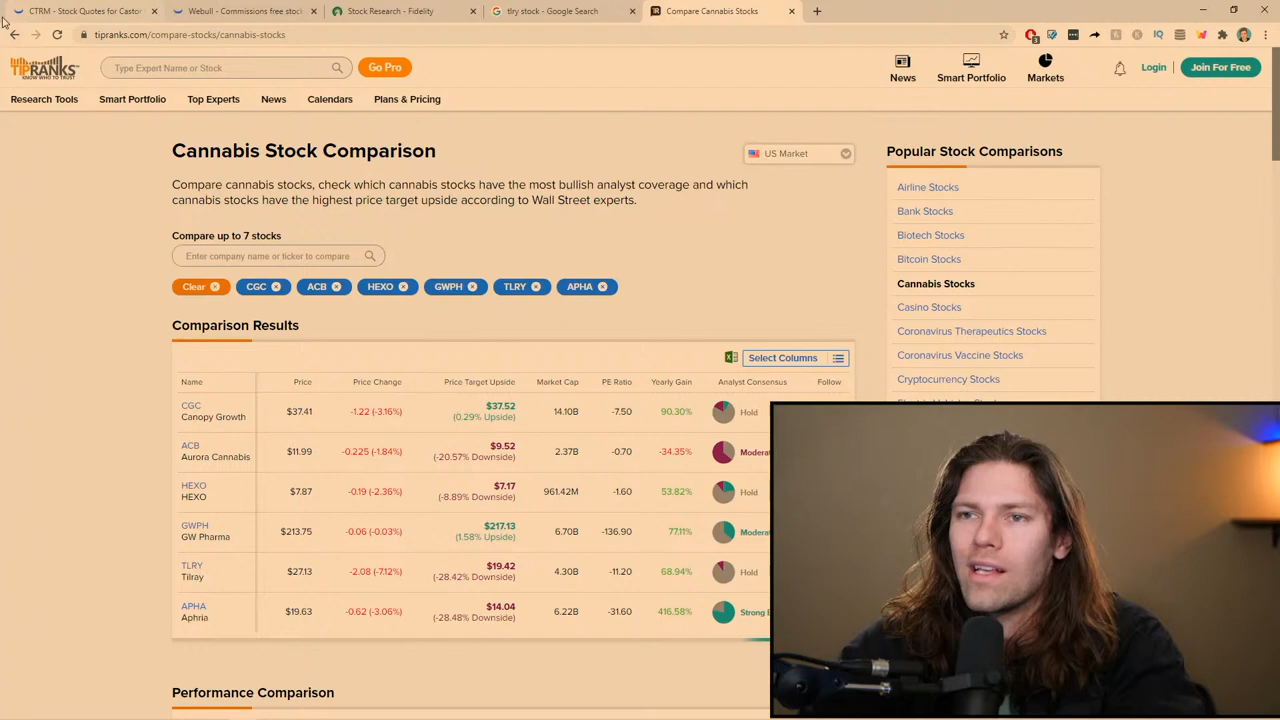 CTRM - Stock Quotes for Castor
Webull - Commissions free stoc
Stock Research - Fidelity
tlry stock - Google Search
Compare Cannabis Stocks
tipranks.com/compare-stocks/cannabis-stocks
TIPRANKS
KNOW WHO TO TRUST
Type Expert Name or Stock
Go Pro
News
Smart Portfolio
Markets
Login
Join For Free
Research Tools
Smart Portfolio
Top Experts
News
Calendars
Plans & Pricing
Cannabis Stock Comparison
US Market
Compare cannabis stocks, check which cannabis stocks have the most bullish analyst coverage and which
cannabis stocks have the highest price target upside according to Wall Street experts.
Compare up to 7 stocks
Enter company name or ticker to compare
Clear CGC ACB HEXO GWPH TLRY APHA
Comparison Results
Select Columns
Name Price Price Change Price Target Upside Market Cap PE Ratio Yearly Gain Analyst Consensus Follow
CGC $37.41 -1.22 (-3.16%) $37.52 14.10B -7.50 90.30% Hold
Canopy Growth (0.29% Upside)
ACB $11.99 -0.225 (-1.84%) $9.52 2.37B -0.70 -34.35% Moderat
Aurora Cannabis (-20.57% Downside)
HEXO $7.87 -0.19 (-2.36%) $7.17 961.42M -1.60 53.82% Hold
HEXO (-8.89% Downside)
GWPH $213.75 -0.06 (-0.03%) $217.13 6.70B -136.90 77.11% Moderat
GW Pharma (1.58% Upside)
TLRY $27.13 -2.08 (-7.12%) $19.42 4.30B -11.20 68.94% Hold
Tilray (-28.42% Downside)
APHA $19.63 -0.62 (-3.06%) $14.04 6.22B -31.60 416.58% Strong B
Aphria (-28.48% Downside)
Performance Comparison
Popular Stock Comparisons
Airline Stocks
Bank Stocks
Biotech Stocks
Bitcoin Stocks
Cannabis Stocks
Casino Stocks
Coronavirus Therapeutics Stocks
Coronavirus Vaccine Stocks
Cryptocurrency Stocks